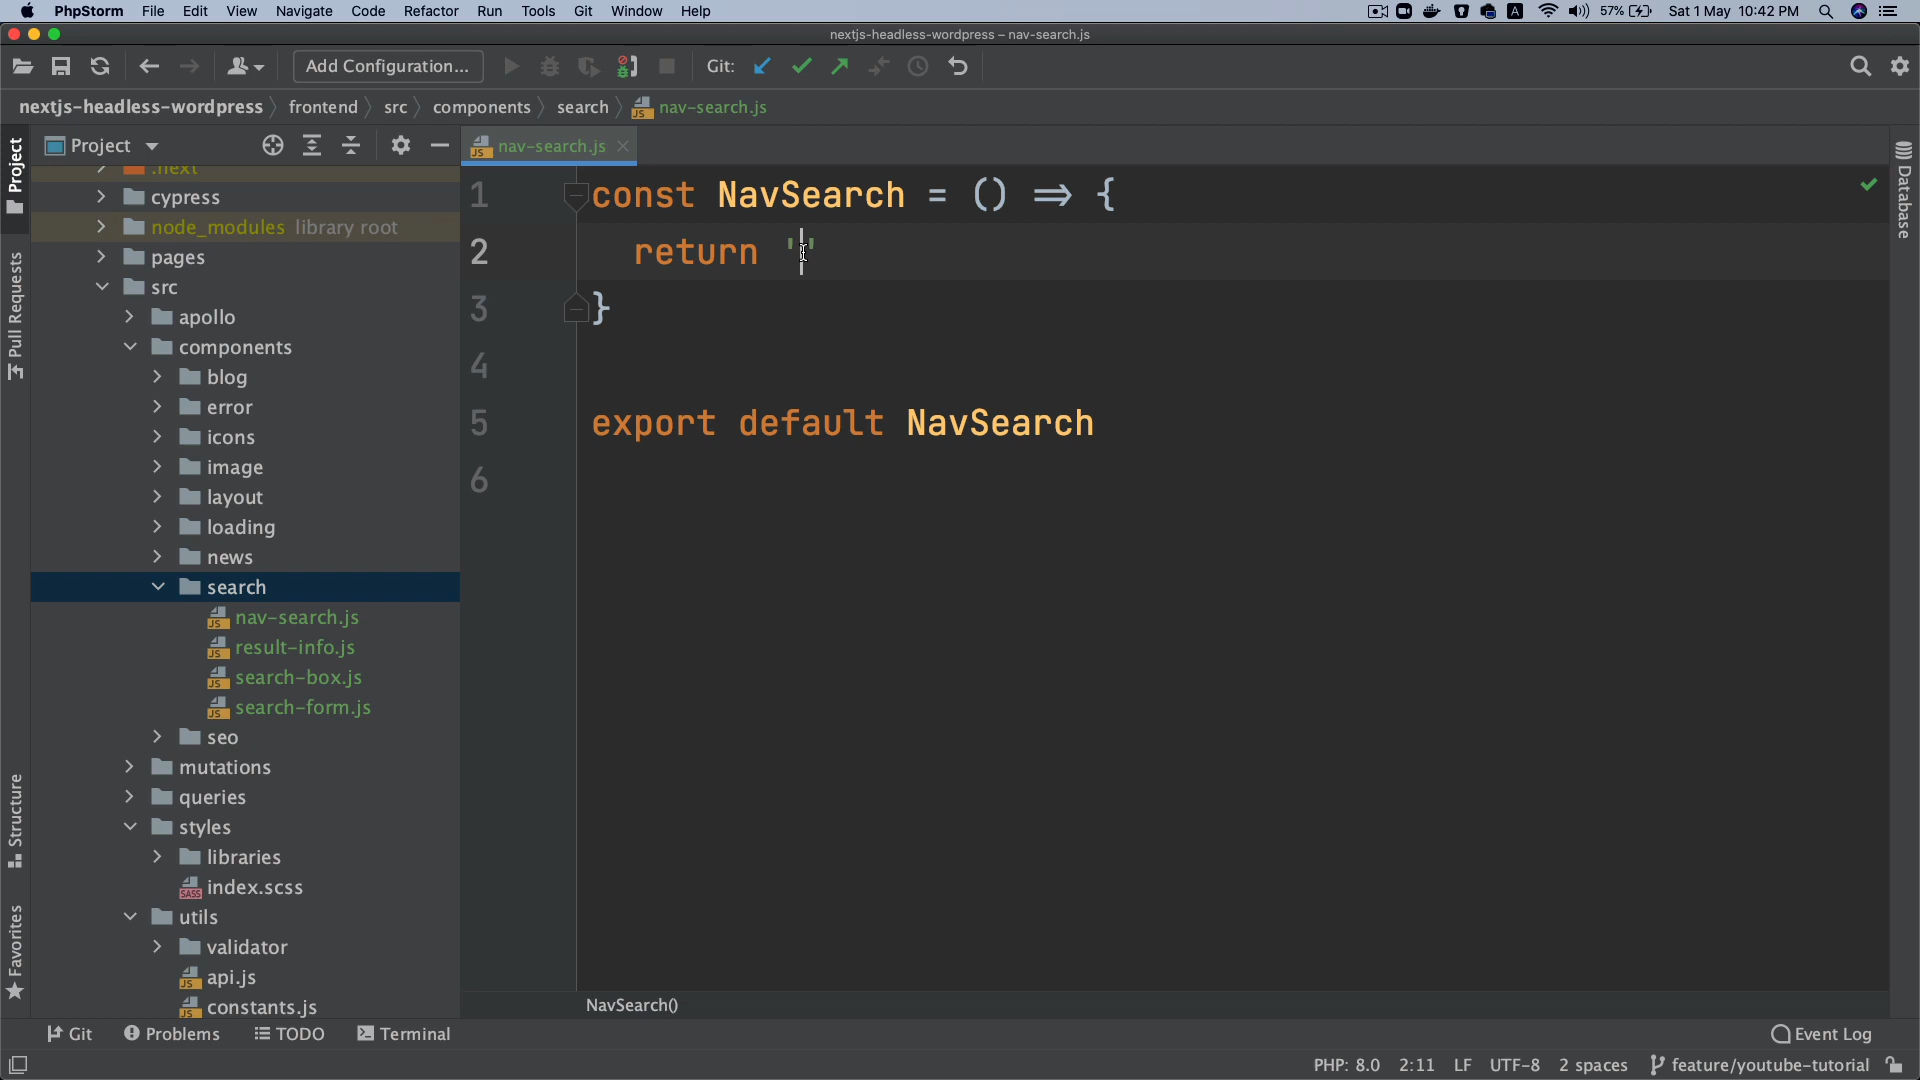 PhpStorm File Edit View Navigate Code Refactor Run Tools Git Window Help
A 57% Sat 1 May 10:42 PM
nextjs-headless-wordpress – nav-search.js
Add Configuration... Git:
nextjs-headless-wordpress frontend src components search nav-search.js
Project
Project
nav-search.js
Pull Requests
Structure
Favorites
Database
.next
cypress
node_modules library root
pages
src
apollo
components
blog
error
icons
image
layout
loading
news
search
nav-search.js
result-info.js
search-box.js
search-form.js
seo
mutations
queries
styles
libraries
index.scss
utils
validator
api.js
constants.js
1 const NavSearch = () => {
2 return ''
3 }
4
5 export default NavSearch
6
NavSearch()
Git Problems TODO Terminal Event Log
PHP: 8.0 2:11 LF UTF-8 2 spaces feature/youtube-tutorial